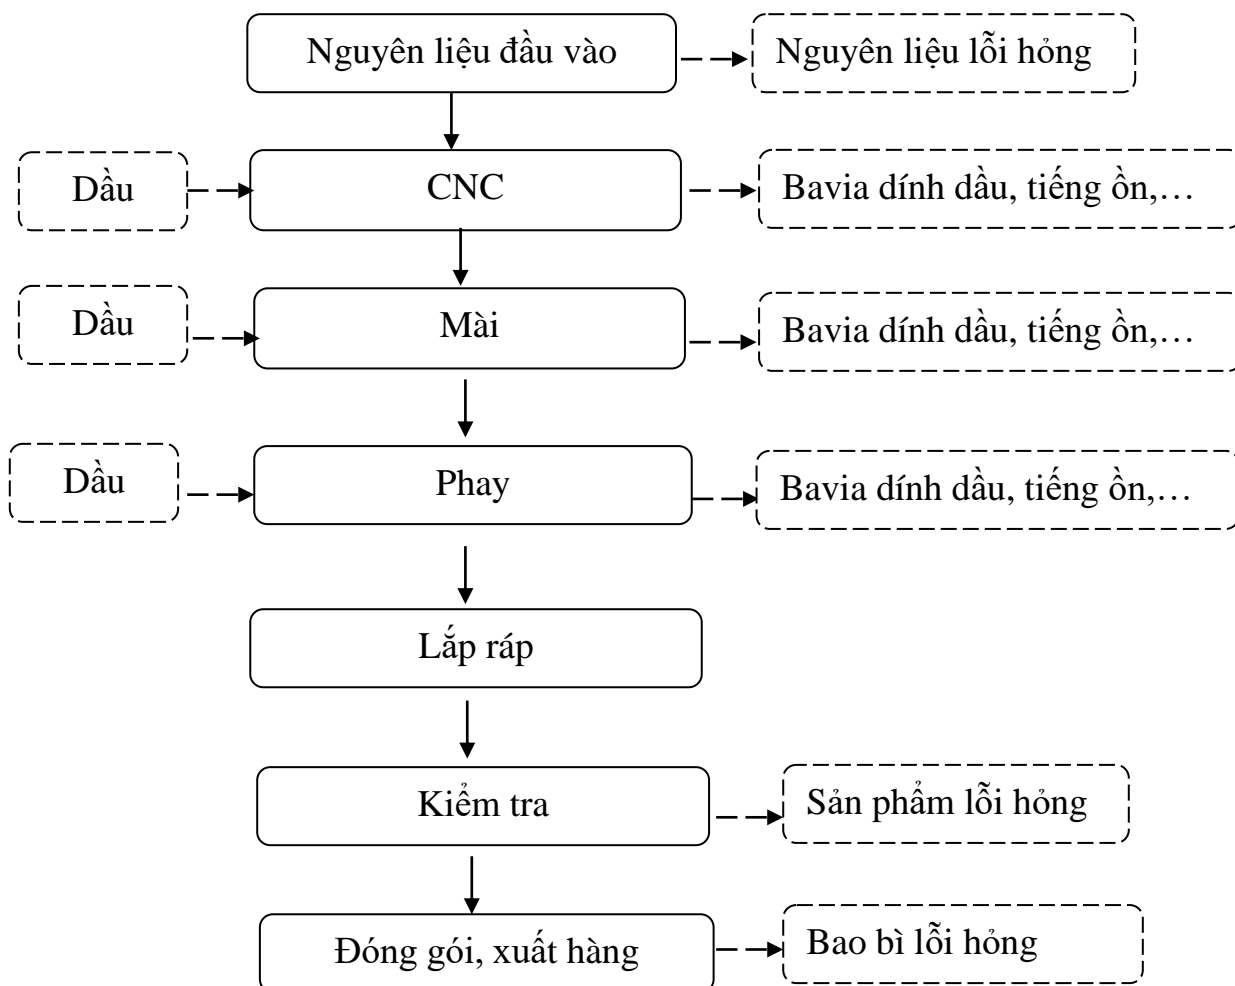 Nguyên liệu đầu vào
Nguyên liệu lỗi hỏng
Dầu
CNC
Bavia dính dầu, tiếng ồn,…
Dầu
Mài
Bavia dính dầu, tiếng ồn,…
Dầu
Phay
Bavia dính dầu, tiếng ồn,…
Lắp ráp
Kiểm tra
Sản phẩm lỗi hỏng
Đóng gói, xuất hàng
Bao bì lỗi hỏng